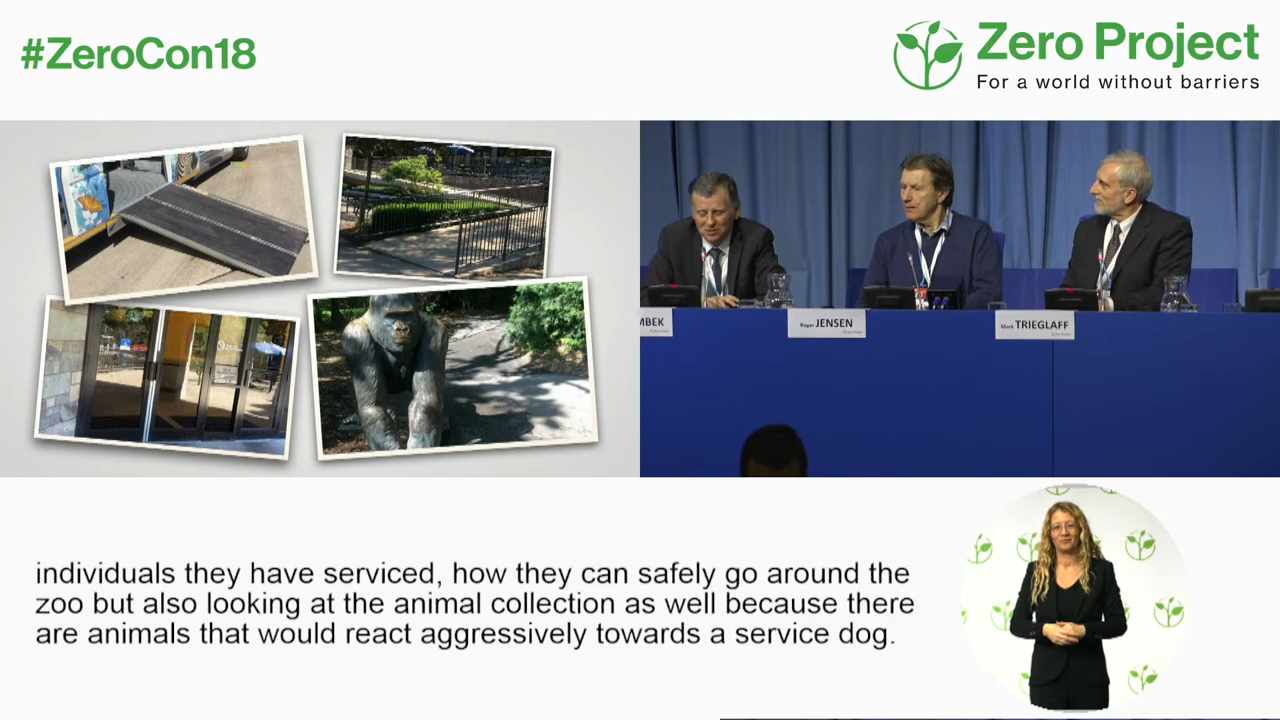 #ZeroCon18
Zero Project
For a world without barriers
MBEK
Roger JENSEN
Mark TRIEGLAFF
individuals they have serviced, how they can safely go around the
zoo but also looking at the animal collection as well because there
are animals that would react aggressively towards a service dog.